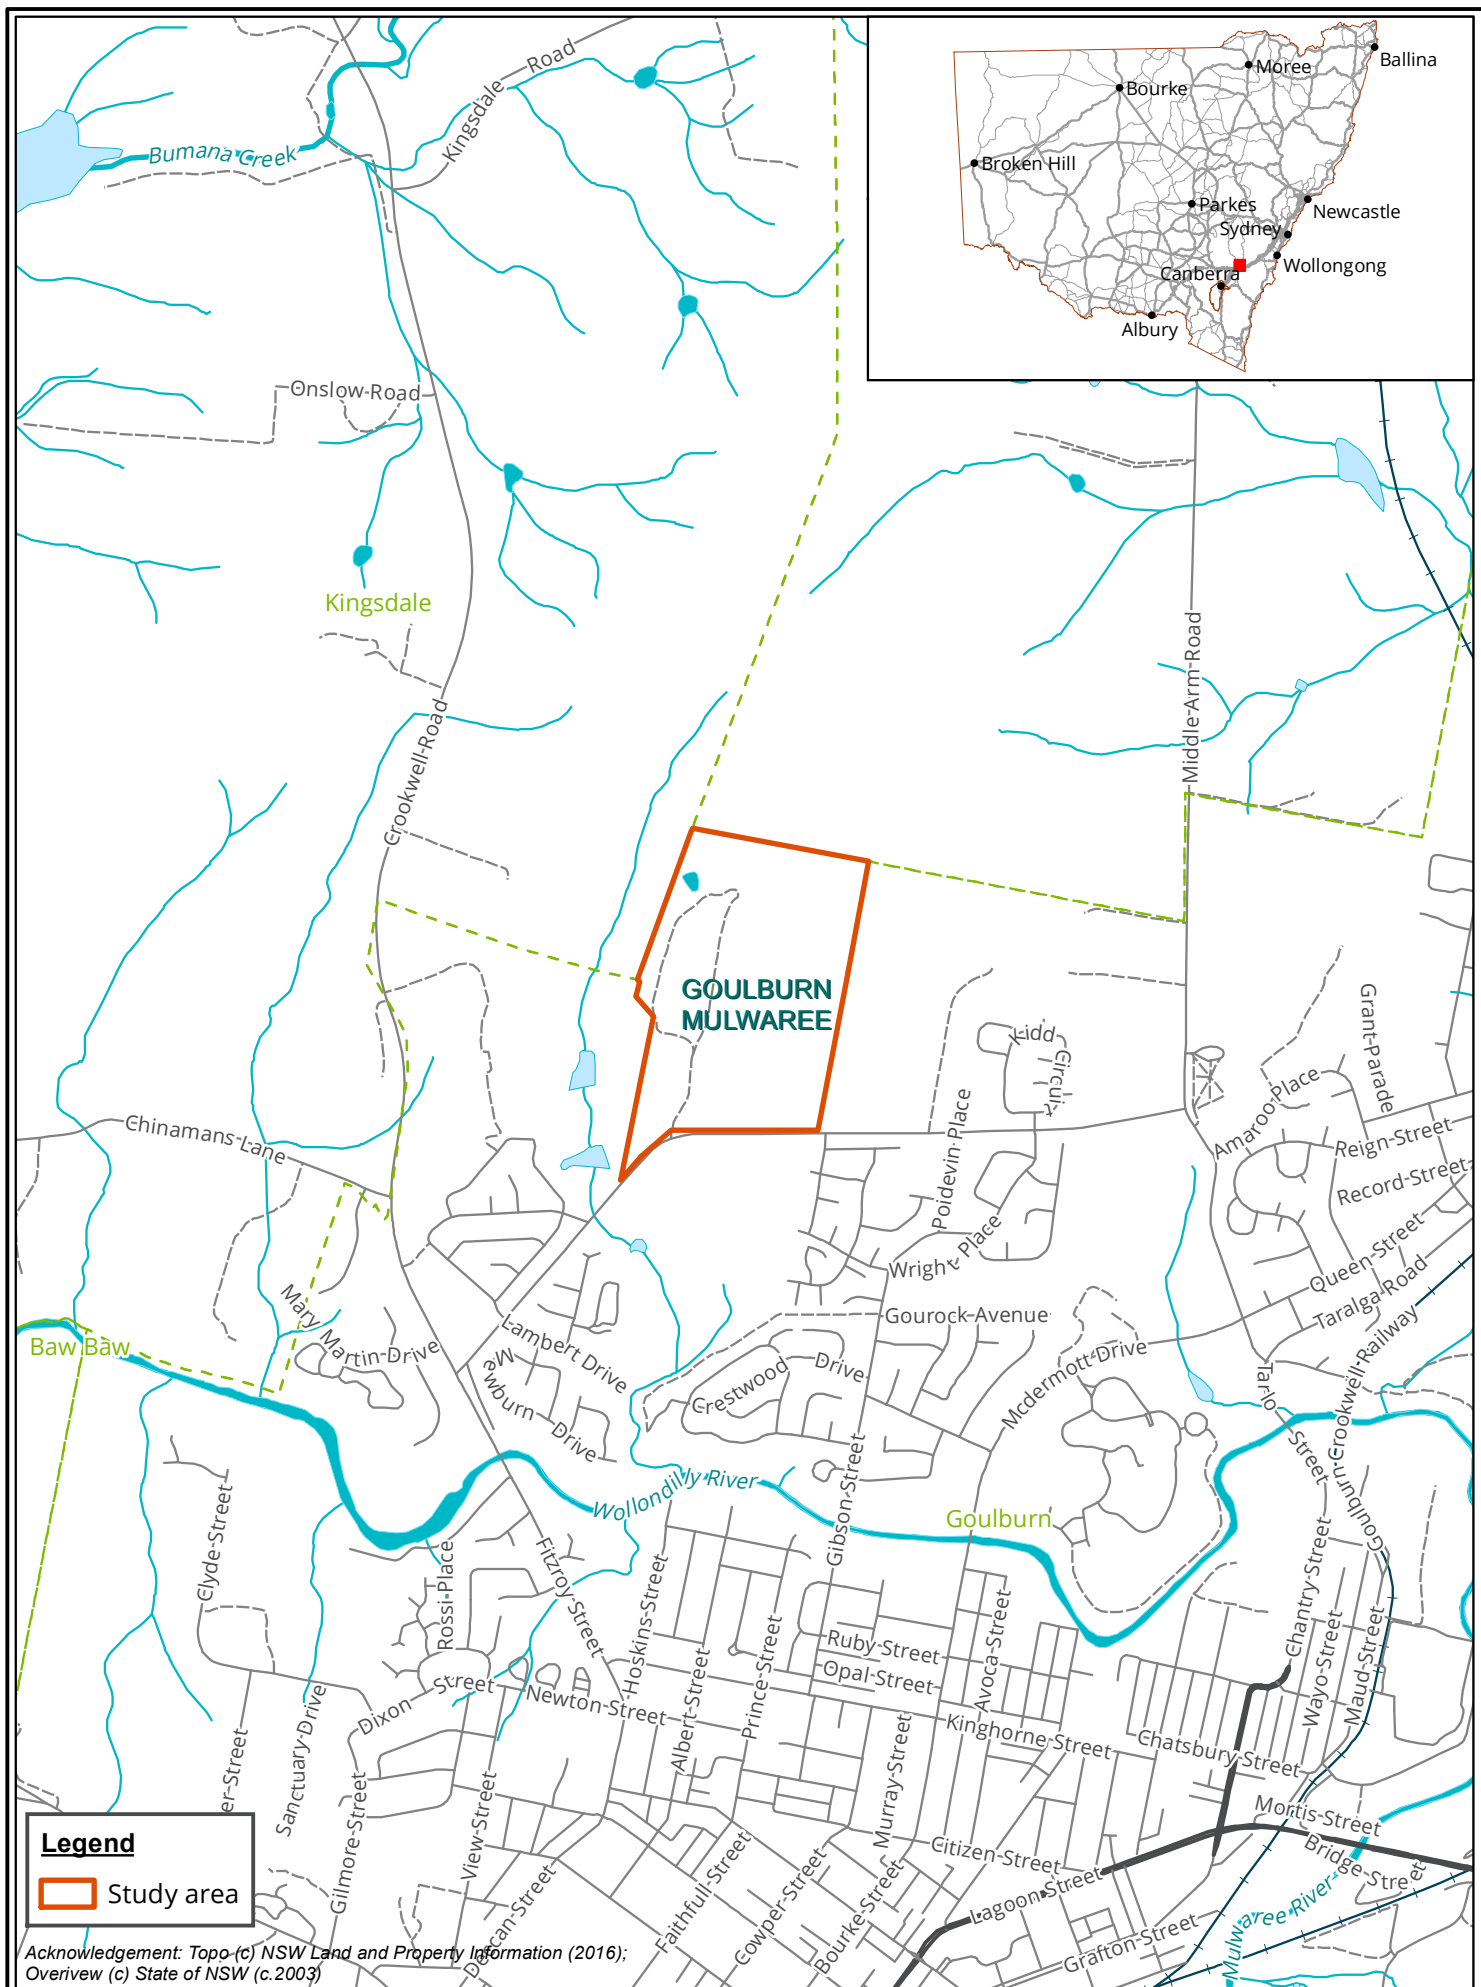 Kingsdale Road
Bumana Creek
Ballina
Moree
Bourke
Broken Hill
Parkes
Newcastle
Sydney
Wollongong
Canberra
Albury
Onslow Road
Kingsdale
Middle Arm Road
Crookwell Road
GOULBURN
MULWAREE
Grant Parade
Kidd Circuit
Amaroo Place
Chinamans Lane
Reign Street
Poidevin Place
Record Street
Wright Place
Queen Street
Taralga Road
Mary Martin Drive
Gourock Avenue
Lambert Drive
Baw Baw
Mcdermott Drive
Crestwood Drive
Mewburn Drive
Tarlo Street
Goulburn-Crookwell Railway
Wollondilly River
Gibson Street
Goulburn
Clyde Street
Rossi Place
Fitzroy Street
Hoskins Street
Chantry Street
Wayo Street
Maud Street
Ruby Street
Opal Street
Avoca Street
Prince Street
Albert Street
Dixon Street
Newton Street
Sanctuary Drive
Kinghorne Street
Chatsbury Street
er Street
Murray Street
Gilmore Street
View Street
Mortis Street
Citizen Street
Bridge Street
Lagoon Street
Deccan Street
Faithfull Street
Cowper Street
Bourke Street
Grafton Street
Mulwaree River
Legend
Study area
Acknowledgement: Topo (c) NSW Land and Property Information (2016);
Overivew (c) State of NSW (c.2003)